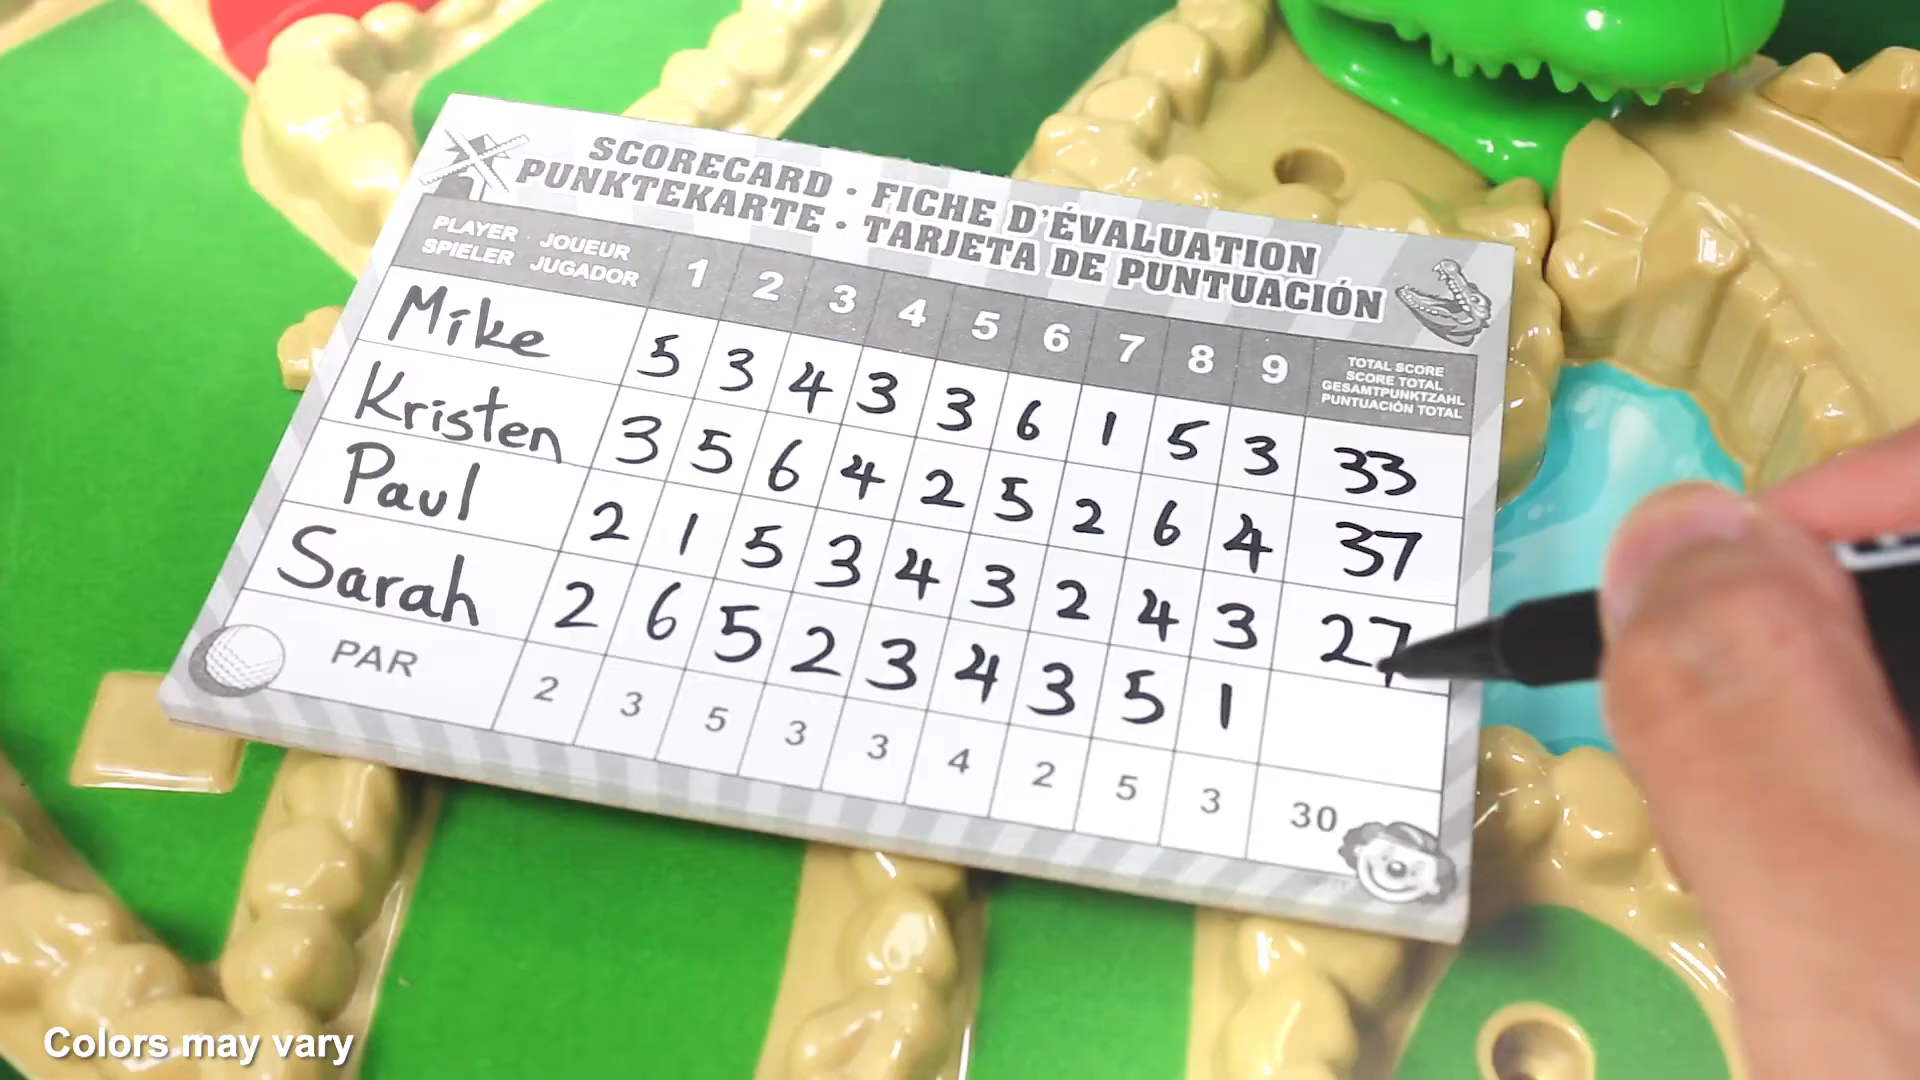 SCORECARD · FICHE D'ÉVALUATION
PUNKTEKARTE · TARJETA DE PUNTUACIÓN
PLAYER · JOUEUR
SPIELER JUGADOR
1 2 3 4 5 6 7 8 9
TOTAL SCORE
SCORE TOTAL
GESAMTPUNKTZAHL
PUNTUACIÓN TOTAL
Mike 5 3 4 3 3 6 1 5 3 33
Kristen 3 5 6 4 2 5 2 6 4 37
Paul 2 1 5 3 4 3 2 4 3 27
Sarah 2 6 5 2 3 4 3 5 1
PAR 2 3 5 3 3 4 2 5 3 30
Colors may vary